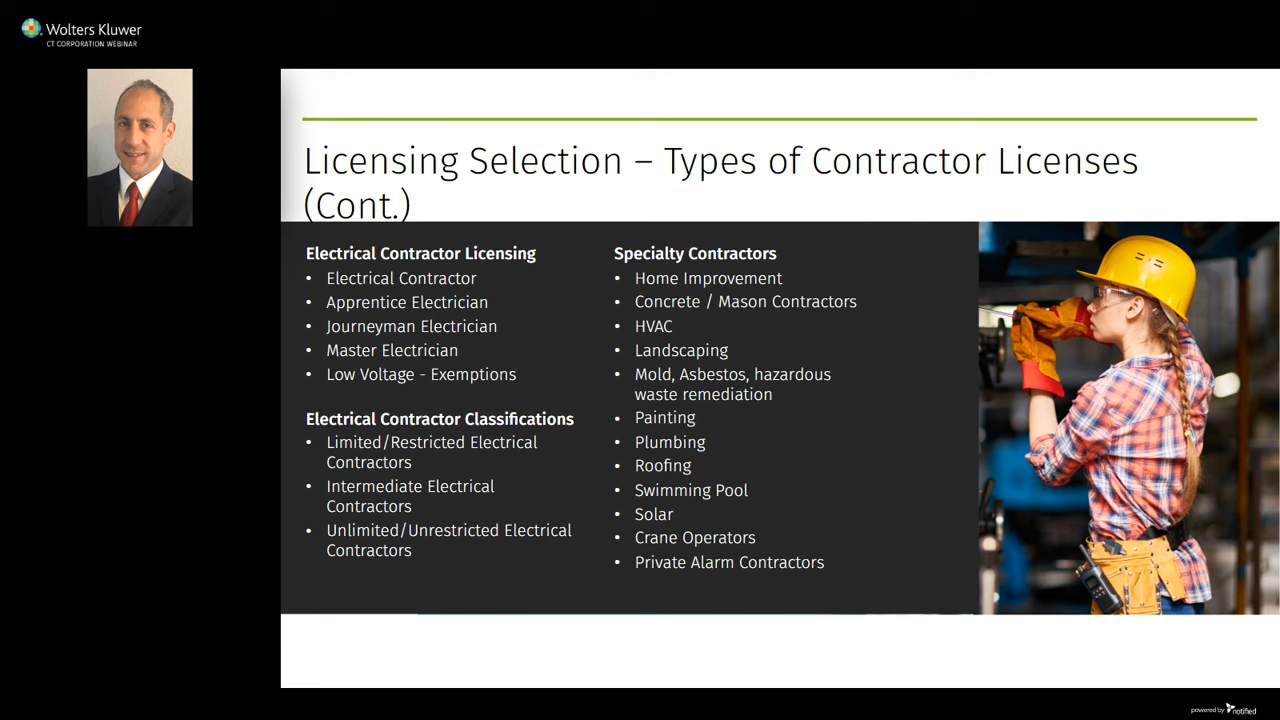 Wolters Kluwer
CT CORPORATION WEBINAR
Licensing Selection – Types of Contractor Licenses
(Cont.)
Electrical Contractor Licensing
• Electrical Contractor
• Apprentice Electrician
• Journeyman Electrician
• Master Electrician
• Low Voltage - Exemptions
Electrical Contractor Classifications
• Limited/Restricted Electrical
Contractors
• Intermediate Electrical
Contractors
• Unlimited/Unrestricted Electrical
Contractors
Specialty Contractors
• Home Improvement
• Concrete / Mason Contractors
• HVAC
• Landscaping
• Mold, Asbestos, hazardous
waste remediation
• Painting
• Plumbing
• Roofing
• Swimming Pool
• Solar
• Crane Operators
• Private Alarm Contractors
powered by notified